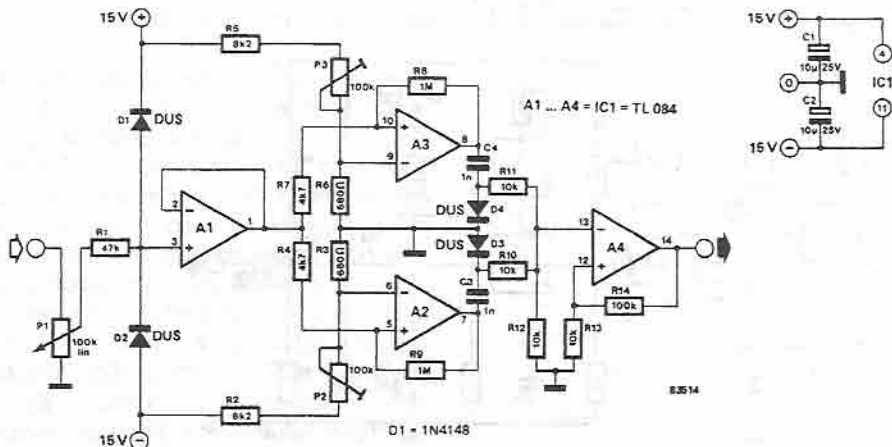 15V +
R5
8k2
D1
DUS
P3
100k
R8
1M
10
+
9
−
A3
8
A1 ... A4 = IC1 = TL 084
15V +
C1
10µ 25V
0
C2
10µ 25V
15V −
4
IC1
11
R7
4k7
R6
680Ω
C4
1n
R11
10k
DUS
D4
2
−
A1
1
3
+
R1
47k
R4
4k7
R3
680Ω
DUS
D3
R10
10k
13
−
A4
14
12
+
R14
100k
6
−
A2
7
5
+
C3
1n
R12
10k
R13
10k
P1
100k
lin
D2
DUS
P2
100k
R9
1M
R2
8k2
15V −
D1 = 1N4148
83514